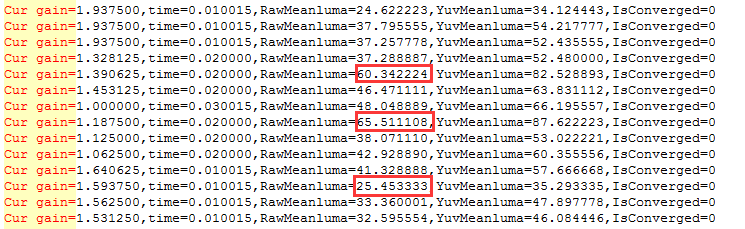 Cur gain=1.937500,time=0.010015,RawMeanluma=24.622223,YuvMeanluma=34.124443,IsConverged=0
Cur gain=1.937500,time=0.010015,RawMeanluma=37.795555,YuvMeanluma=54.217777,IsConverged=0
Cur gain=1.937500,time=0.010015,RawMeanluma=37.257778,YuvMeanluma=52.435555,IsConverged=0
Cur gain=1.328125,time=0.020000,RawMeanluma=37.288887,YuvMeanluma=52.480000,IsConverged=0
Cur gain=1.390625,time=0.020000,RawMeanluma=60.342224,YuvMeanluma=82.528893,IsConverged=0
Cur gain=1.453125,time=0.020000,RawMeanluma=46.471111,YuvMeanluma=63.831112,IsConverged=0
Cur gain=1.000000,time=0.030015,RawMeanluma=48.048889,YuvMeanluma=66.195557,IsConverged=0
Cur gain=1.187500,time=0.020000,RawMeanluma=65.511108,YuvMeanluma=87.622223,IsConverged=0
Cur gain=1.125000,time=0.020000,RawMeanluma=38.071110,YuvMeanluma=53.022221,IsConverged=0
Cur gain=1.062500,time=0.020000,RawMeanluma=42.928890,YuvMeanluma=60.355556,IsConverged=0
Cur gain=1.640625,time=0.010015,RawMeanluma=41.328888,YuvMeanluma=57.666668,IsConverged=0
Cur gain=1.593750,time=0.010015,RawMeanluma=25.453333,YuvMeanluma=35.293335,IsConverged=0
Cur gain=1.562500,time=0.010015,RawMeanluma=33.360001,YuvMeanluma=47.897778,IsConverged=0
Cur gain=1.531250,time=0.010015,RawMeanluma=32.595554,YuvMeanluma=46.084446,IsConverged=0